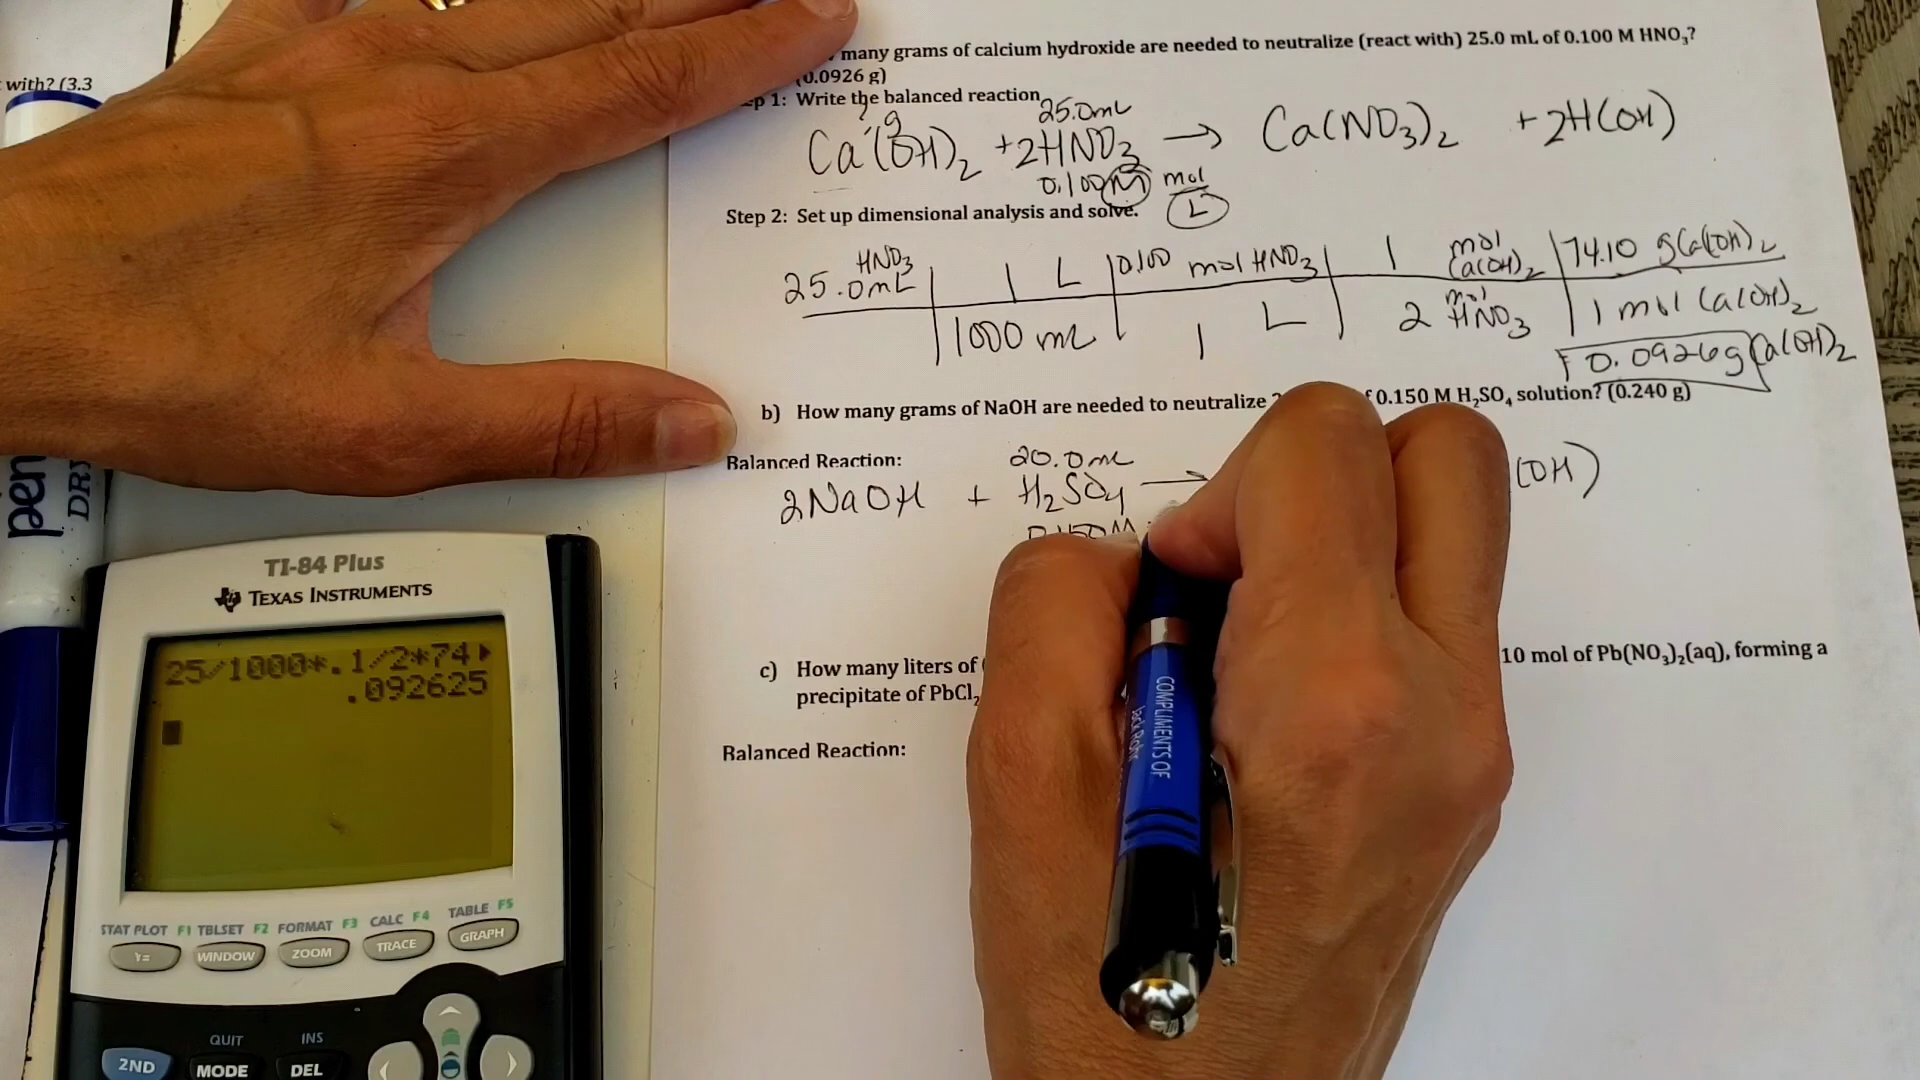 many grams of calcium hydroxide are needed to neutralize (react with) 25.0 mL of 0.100 M HNO₃?
(0.0926 g)
with? (3.3
1: Write the balanced reaction
? g 25.0mL
Ca(OH)₂ + 2HNO₃ → Ca(NO₃)₂ + 2H(OH)
0.100M mol
L
Step 2: Set up dimensional analysis and solve.
HNO₃ mol
25.0mL | 1 L | 0.100 mol HNO₃ | 1 Ca(OH)₂ | 74.10 g Ca(OH)₂
mol
1000 mL | 1 L | 2 HNO₃ | 1 mol Ca(OH)₂
0.0926g Ca(OH)₂
b) How many grams of NaOH are needed to neutralize 0.150 M H₂SO₄ solution? (0.240 g)
Balanced Reaction:
20.0mL
2NaOH + H₂SO₄ → (OH)
0.150M
c) How many liters of 10 mol of Pb(NO₃)₂(aq), forming a
precipitate of PbCl₂
Balanced Reaction:
pen
DRY
COMPLIMENTS OF
Jack Rohr
TI-84 Plus
TEXAS INSTRUMENTS
25/1000*.1/2*74
.092625
STAT PLOT F1 TBLSET F2 FORMAT F3 CALC F4 TABLE F5
Y= WINDOW ZOOM TRACE GRAPH
QUIT INS
2ND MODE DEL